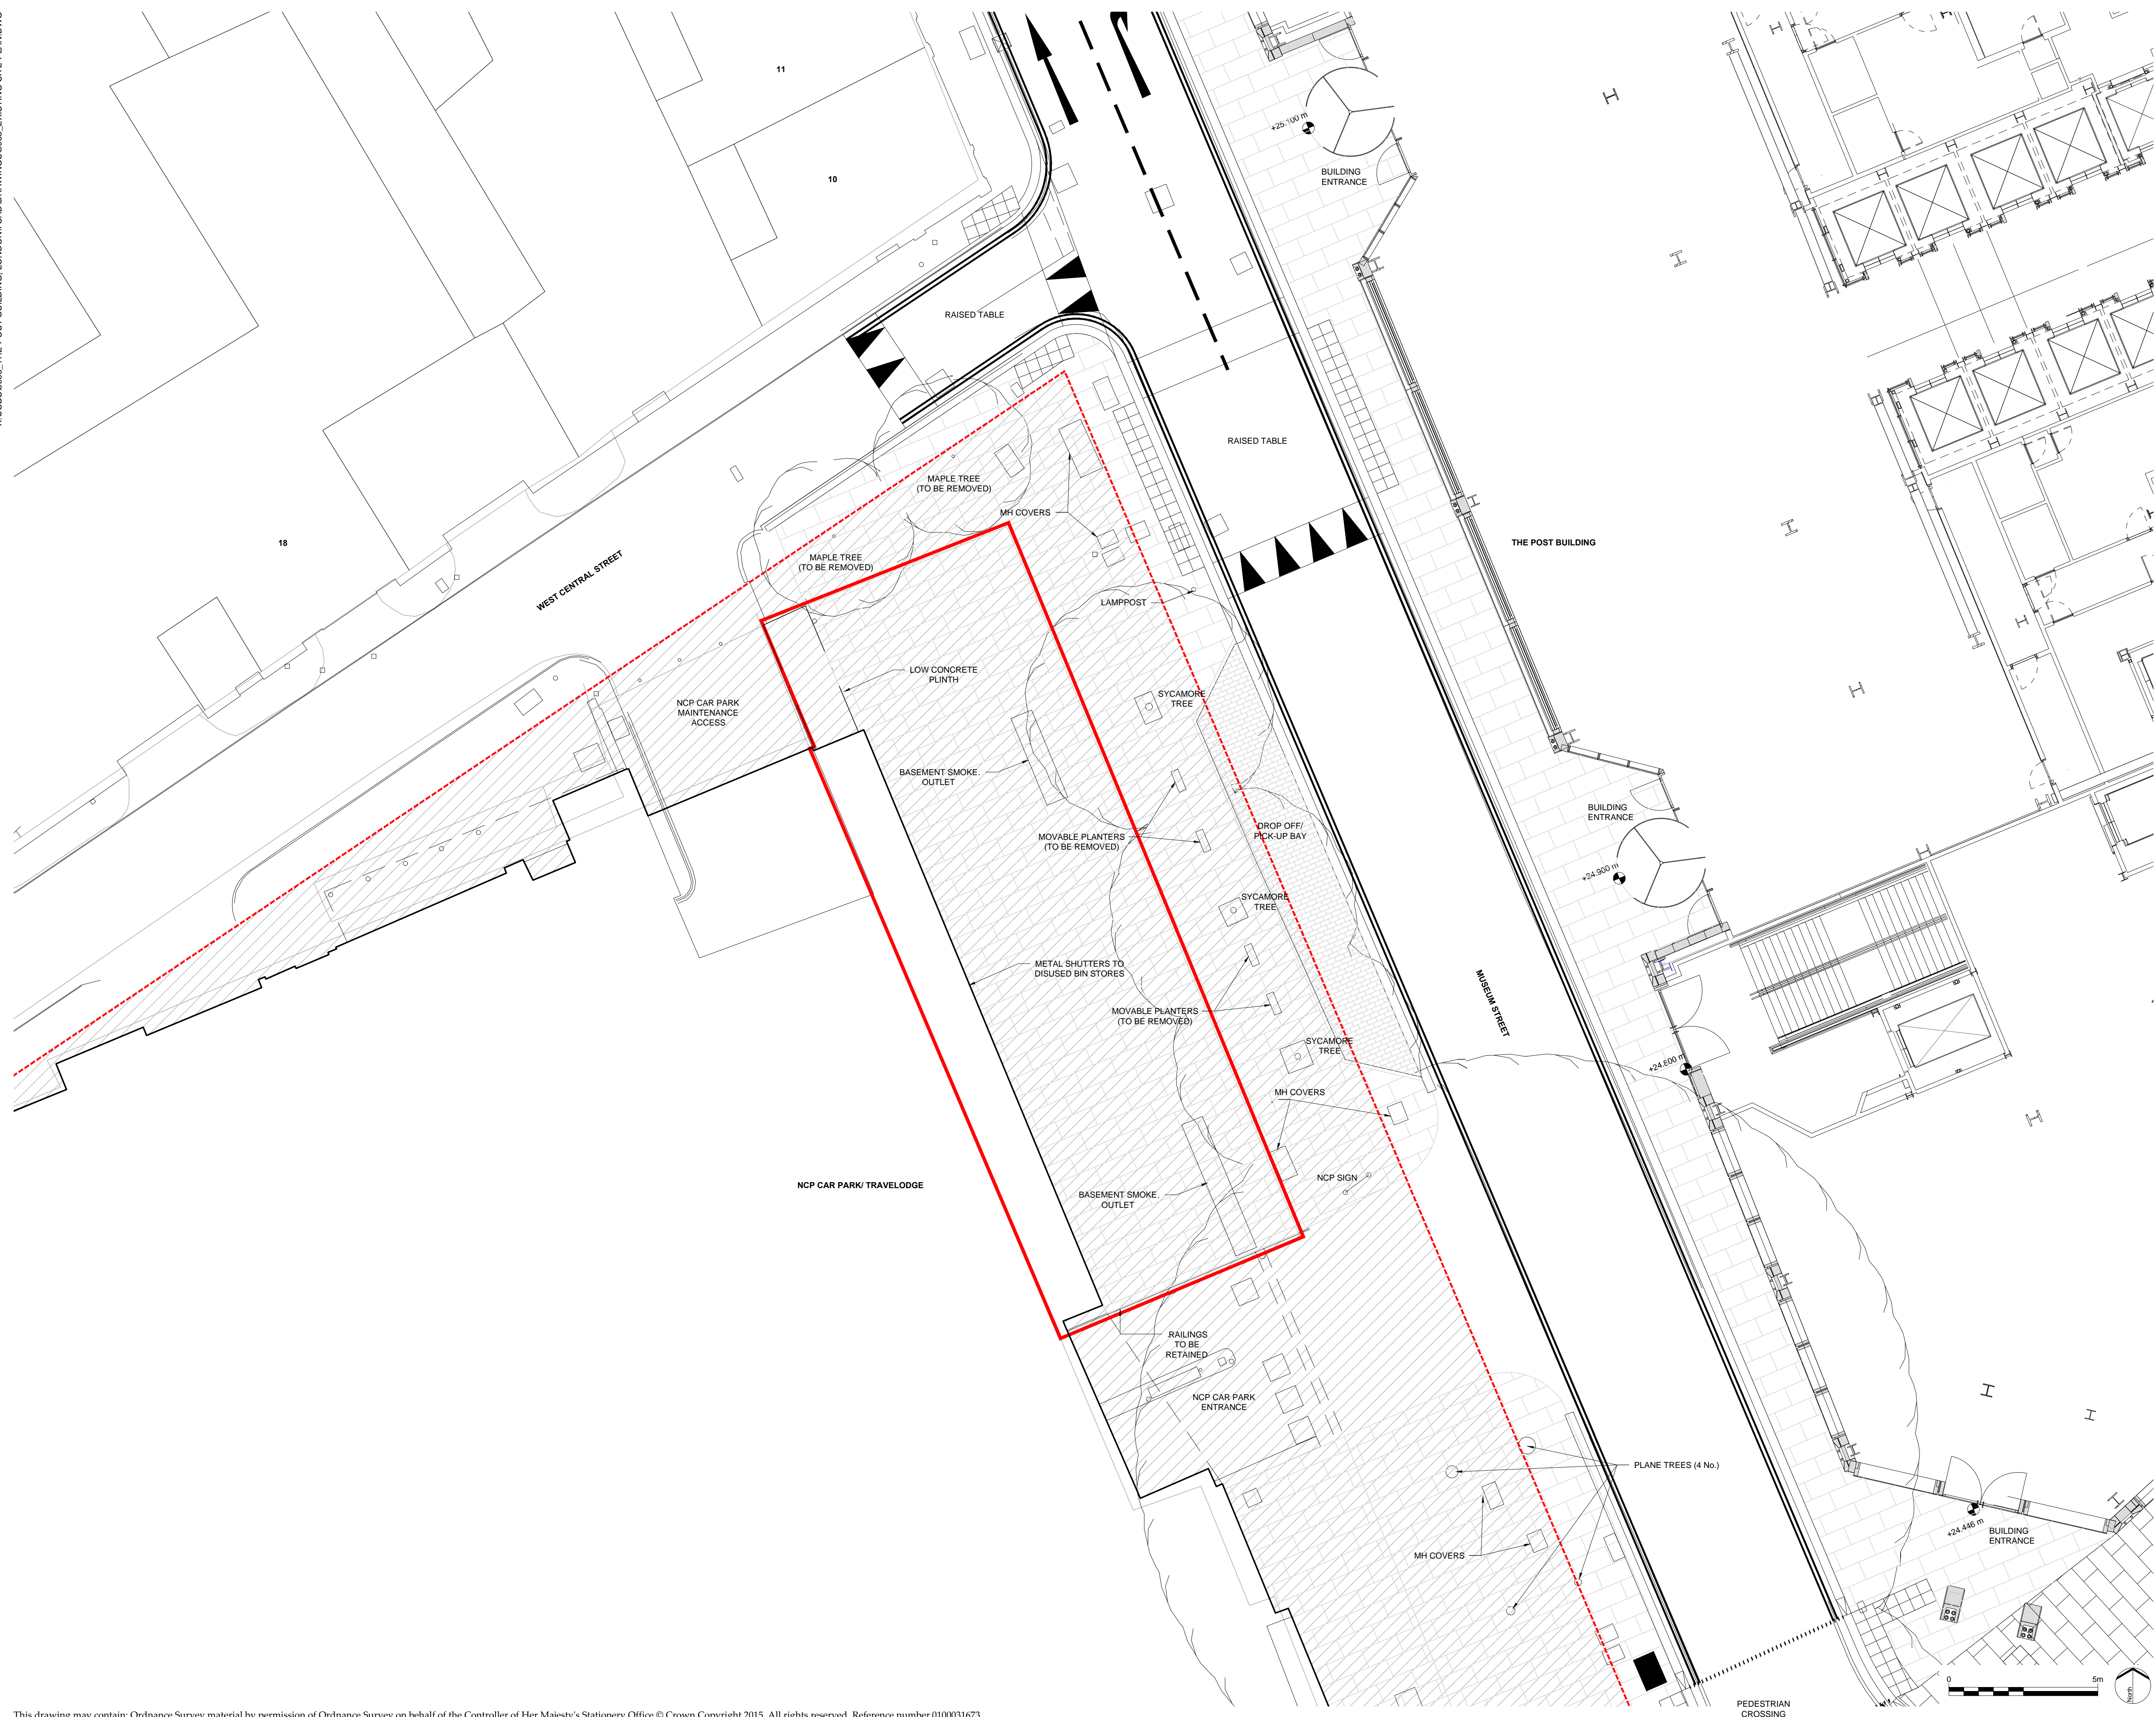 11
10
+25.100 m
BUILDING
ENTRANCE
RAISED TABLE
RAISED TABLE
MAPLE TREE
(TO BE REMOVED)
MH COVERS
18
THE POST BUILDING
MAPLE TREE
(TO BE REMOVED)
WEST CENTRAL STREET
LAMPPOST
LOW CONCRETE
PLINTH
SYCAMORE
TREE
NCP CAR PARK
MAINTENANCE
ACCESS
BASEMENT SMOKE.
OUTLET
BUILDING
ENTRANCE
DROP OFF/
PICK-UP BAY
MOVABLE PLANTERS
(TO BE REMOVED)
+24.900 m
SYCAMORE
TREE
METAL SHUTTERS TO
DISUSED BIN STORES
MUSEUM STREET
MOVABLE PLANTERS
(TO BE REMOVED)
SYCAMORE
TREE
+24.600 m
MH COVERS
NCP SIGN
NCP CAR PARK/ TRAVELODGE
BASEMENT SMOKE.
OUTLET
RAILINGS
TO BE
RETAINED
NCP CAR PARK
ENTRANCE
PLANE TREES (4 No.)
+24.446 m
BUILDING
ENTRANCE
MH COVERS
0 5m
North
PEDESTRIAN
CROSSING
This drawing may contain: Ordnance Survey material by permission of Ordnance Survey on behalf of the Controller of Her Majesty's Stationery Office © Crown Copyright 2015. All rights reserved. Reference number 0100031673